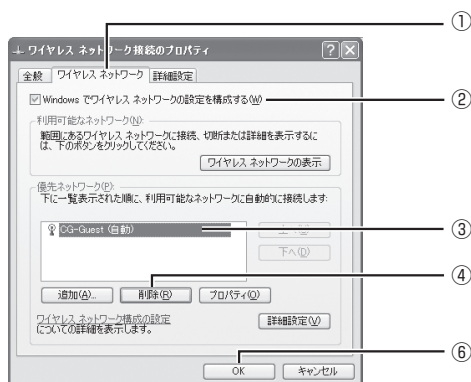 ①
ワイヤレス ネットワーク接続のプロパティ
全般 ワイヤレス ネットワーク 詳細設定
Windows でワイヤレス ネットワークの設定を構成する(W)
②
利用可能なネットワーク(N):
範囲にあるワイヤレス ネットワークに接続、切断または詳細を表示するに
は、下のボタンをクリックしてください。
ワイヤレス ネットワークの表示
優先ネットワーク(P):
下に一覧表示された順に、利用可能なネットワークに自動的に接続します:
CG-Guest (自動)
③
下へ(D)
④
追加(A)... 削除(R) プロパティ(O)
ワイヤレス ネットワーク構成の設定
についての詳細を表示します。
詳細設定(V)
⑥
OK キャンセル